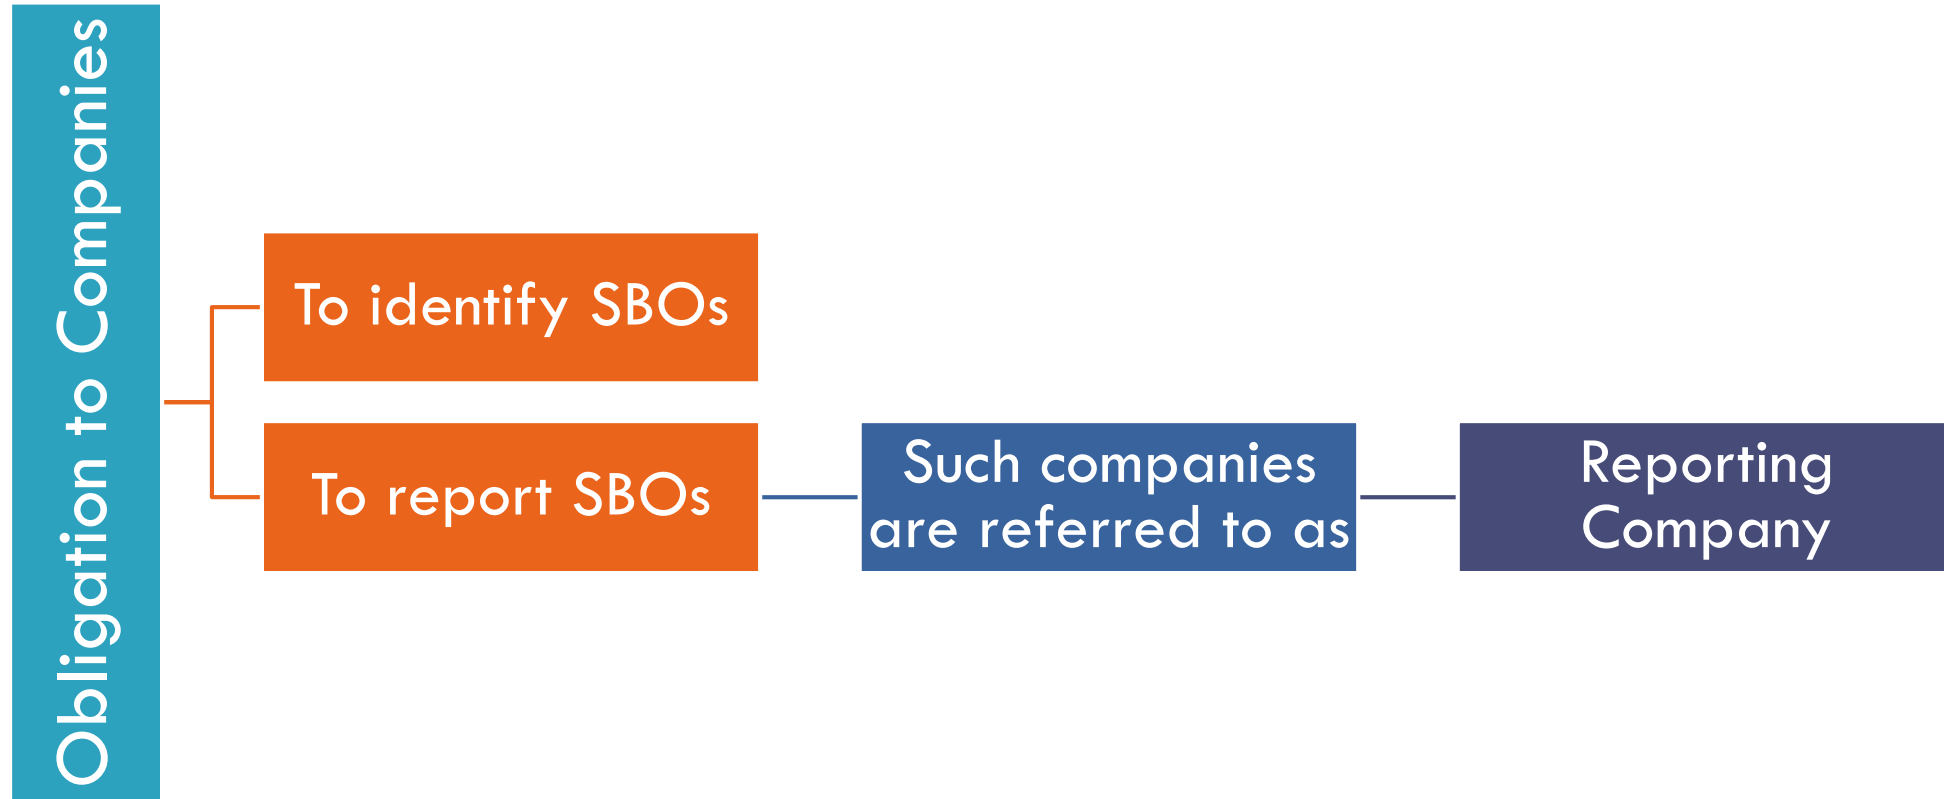 Obligation to Companies
To identify SBOs
To report SBOs
Such companies
are referred to as
Reporting
Company